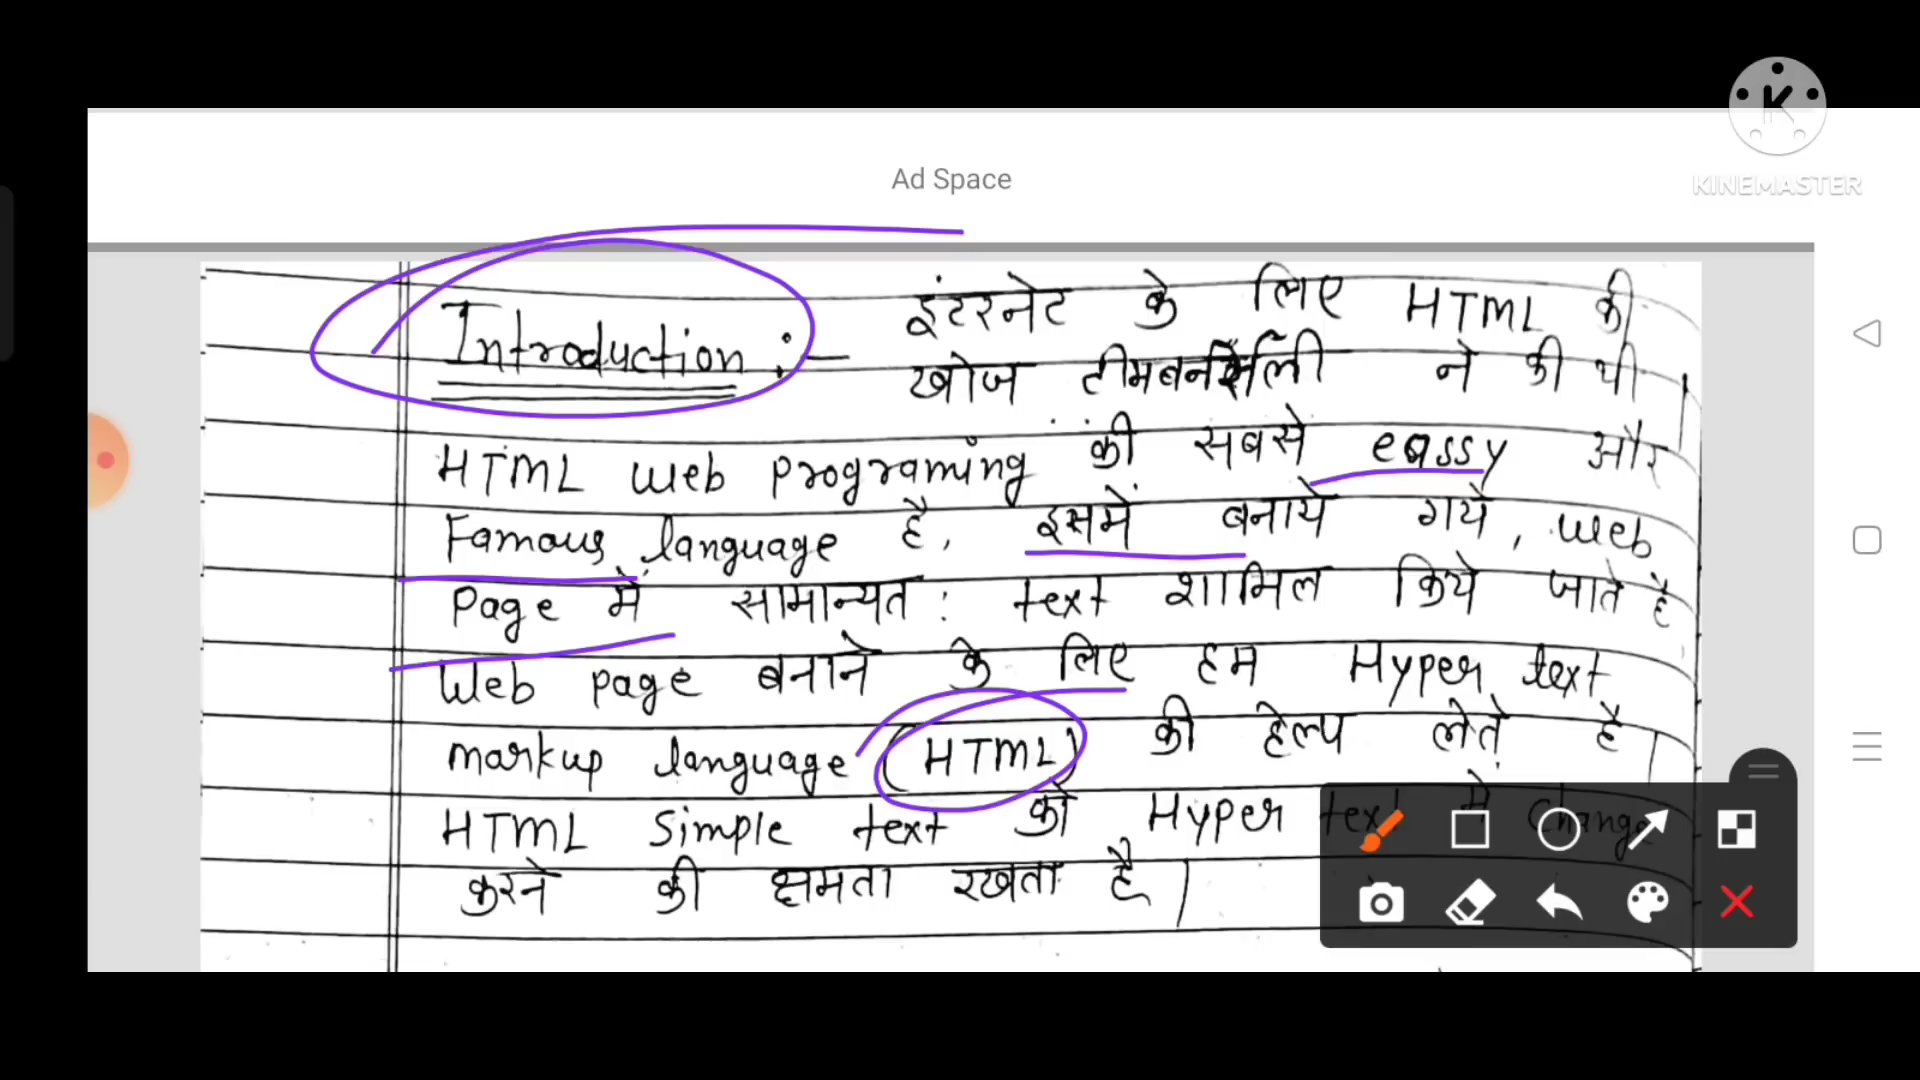 KINEMASTER
Ad Space
Introduction :— इंटरनेट के लिए HTML की
खोज टीमबर्नर्सली ने की थी।
HTML Web Programing की सबसे eassy और
Famous language है, इसमें बनाये गये, Web
Page में सामान्यत: text शामिल किये जाते है
Web page बनाने के लिए हम Hyper text
markup language (HTML) की हेल्प लेते है।
HTML Simple text को Hyper text में Change
करने की क्षमता रखता है।